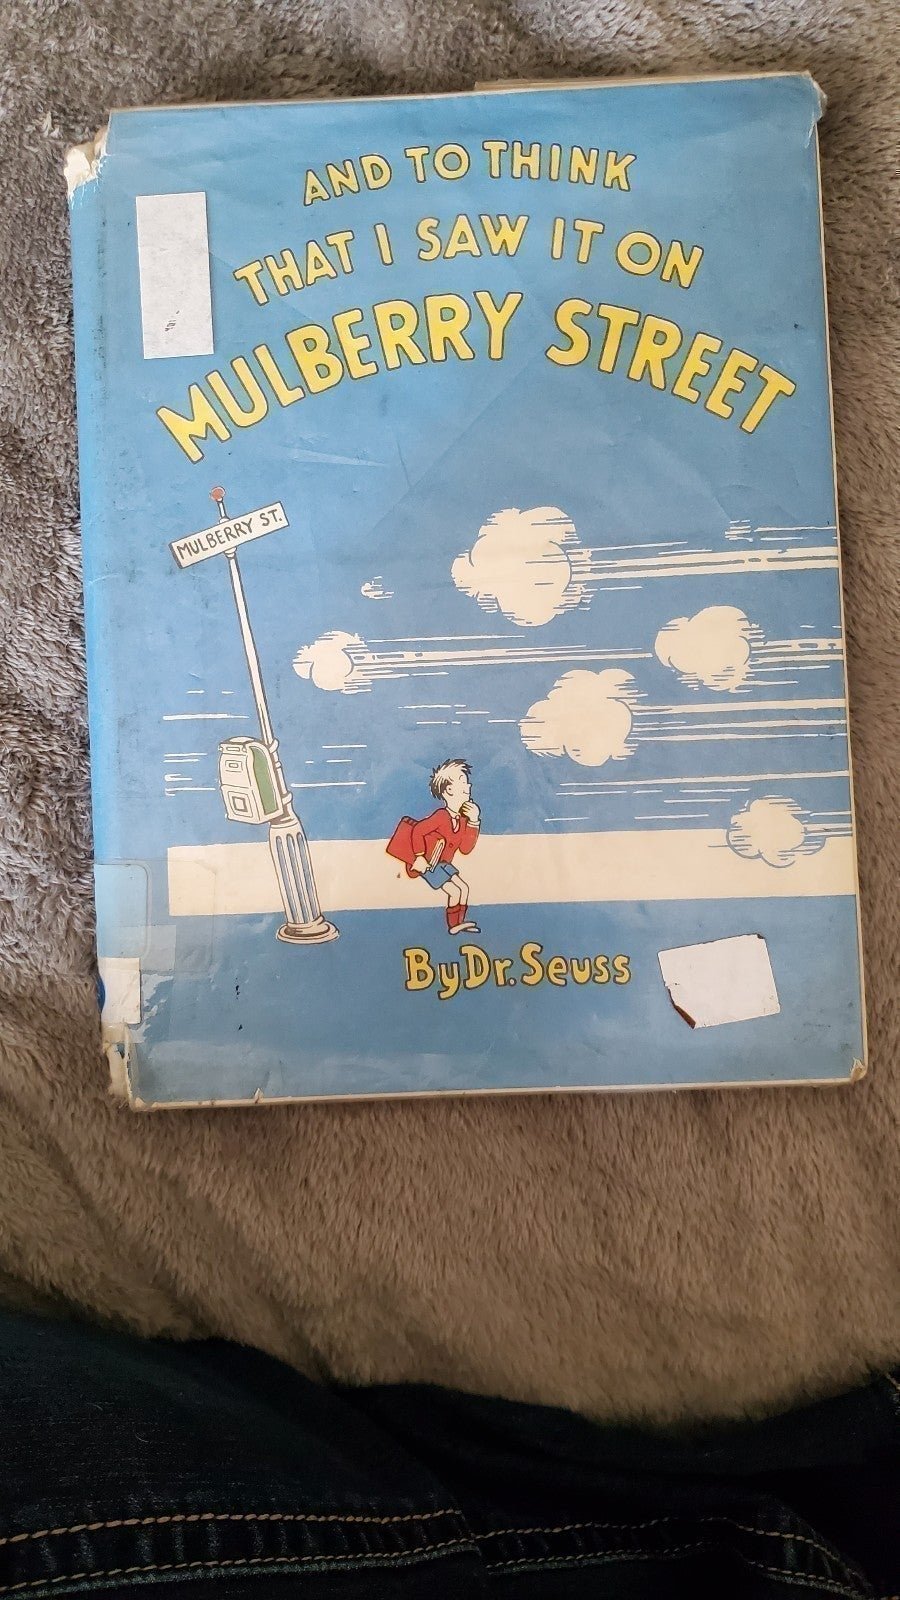 AND TO THINK
THAT I SAW IT ON
MULBERRY STREET
MULBERRY ST.
By Dr. Seuss